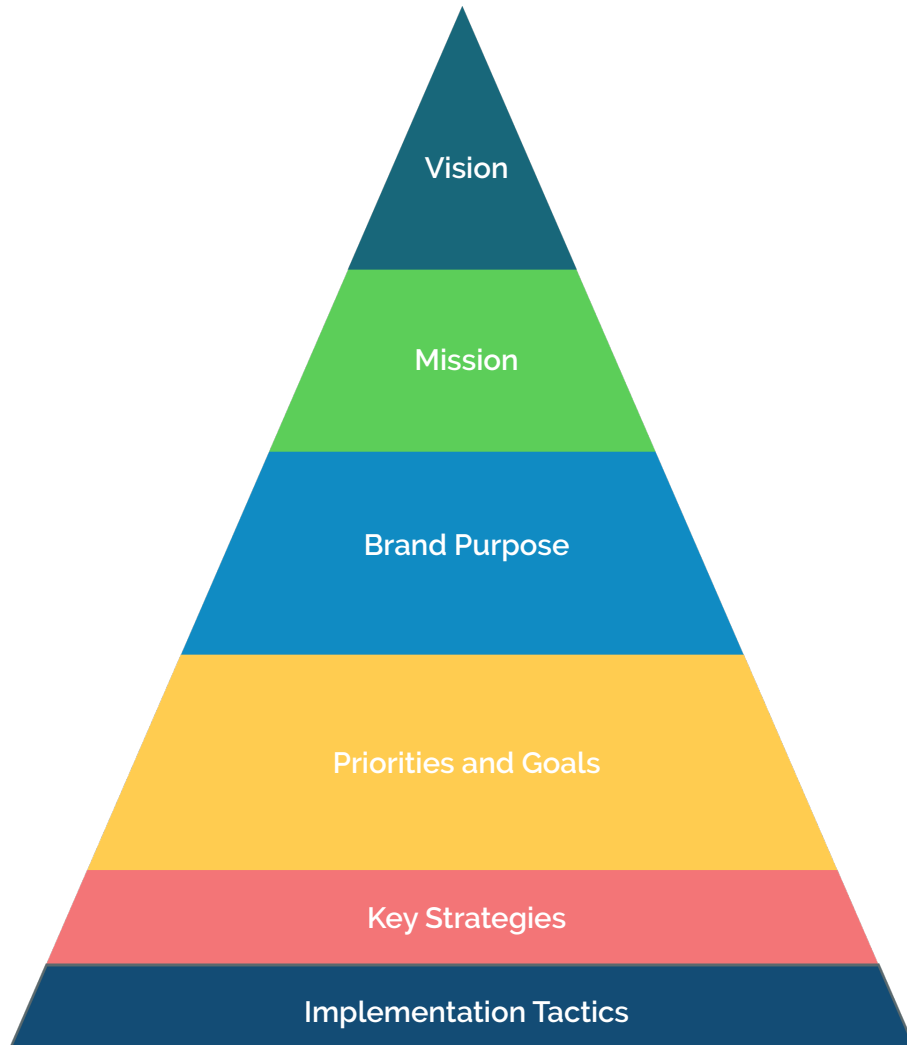 Vision
Mission
Brand Purpose
Priorities and Goals
Key Strategies
Implementation Tactics